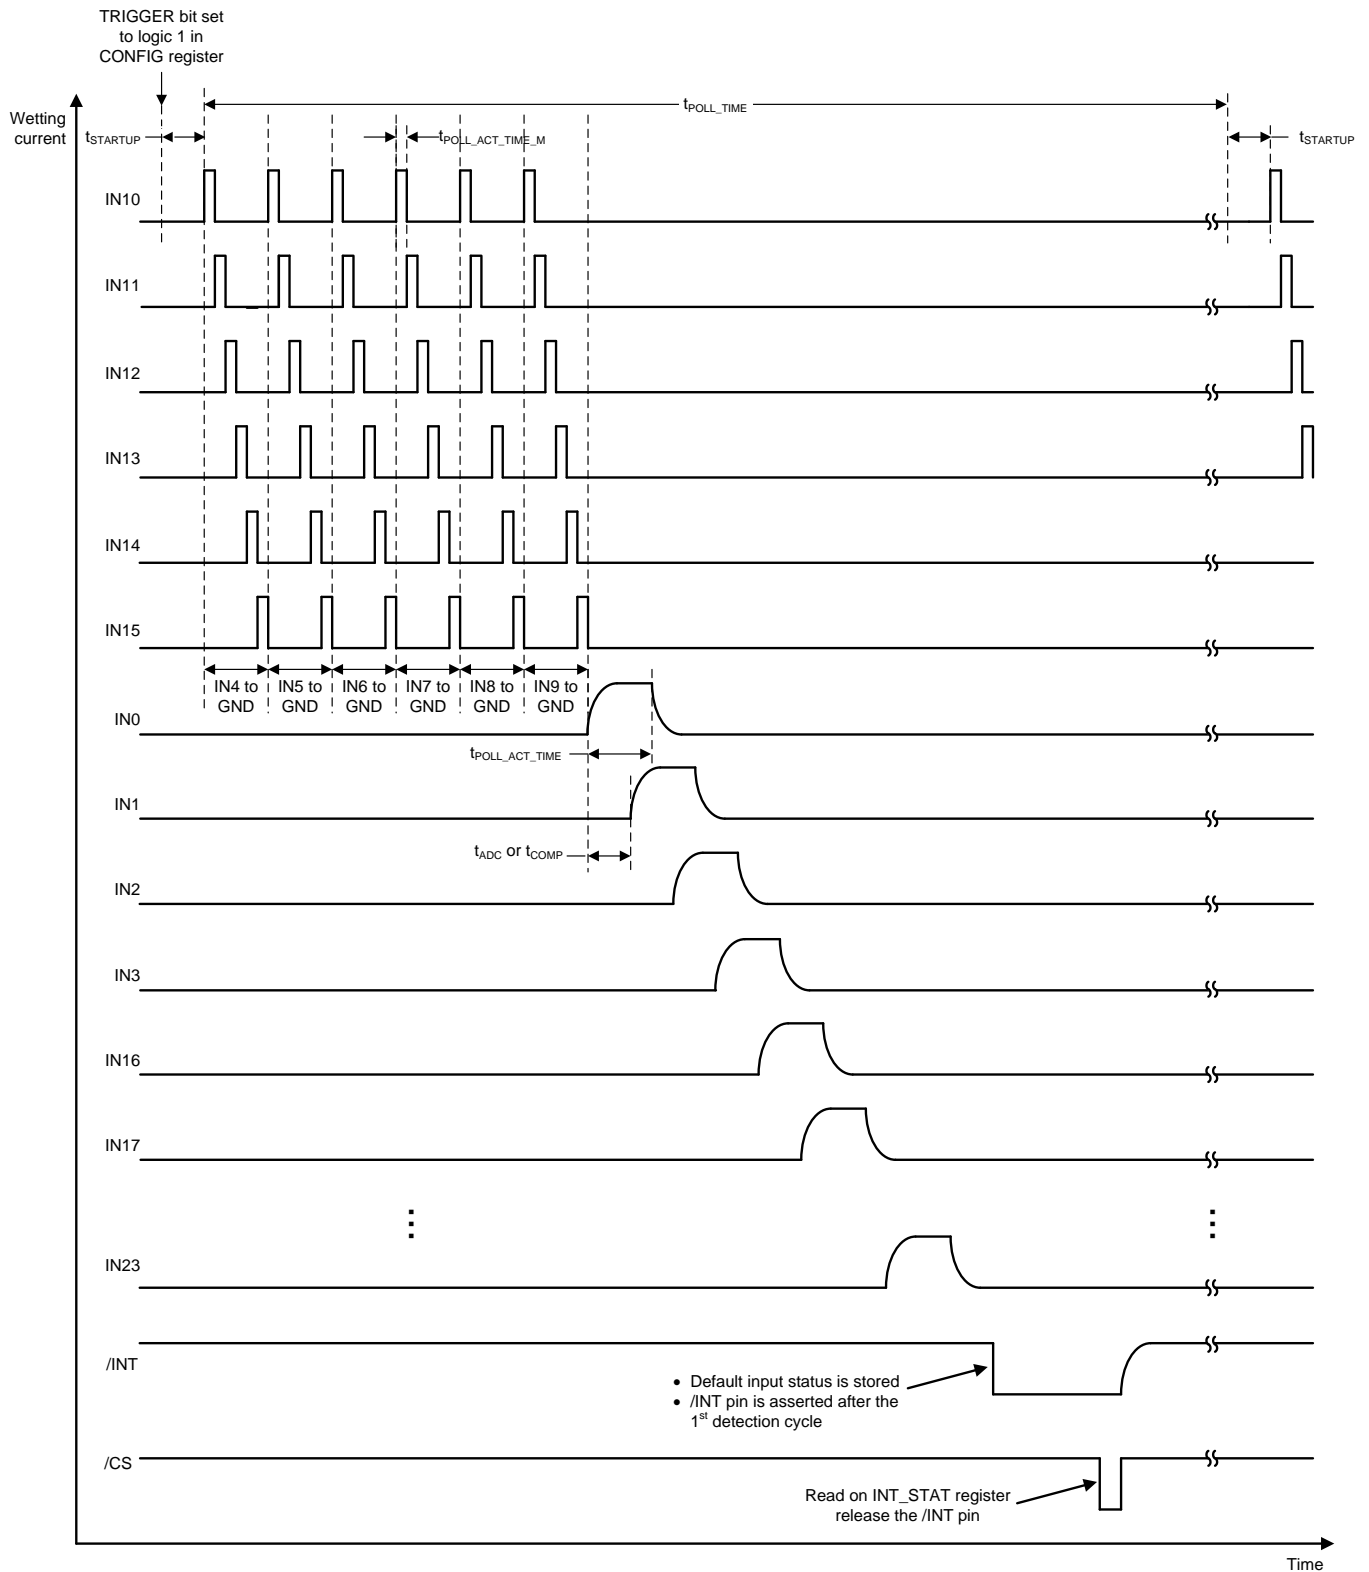 TRIGGER bit set
to logic 1 in
CONFIG register
Wetting
current
tSTARTUP
tPOLL_TIME
tPOLL_ACT_TIME_M
tSTARTUP
IN10
IN11
IN12
IN13
IN14
IN15
IN4 to
GND
IN5 to
GND
IN6 to
GND
IN7 to
GND
IN8 to
GND
IN9 to
GND
IN0
tPOLL_ACT_TIME
IN1
tADC or tCOMP
IN2
IN3
IN16
IN17
IN23
/INT
• Default input status is stored
• /INT pin is asserted after the
1st detection cycle
/CS
Read on INT_STAT register
release the /INT pin
Time